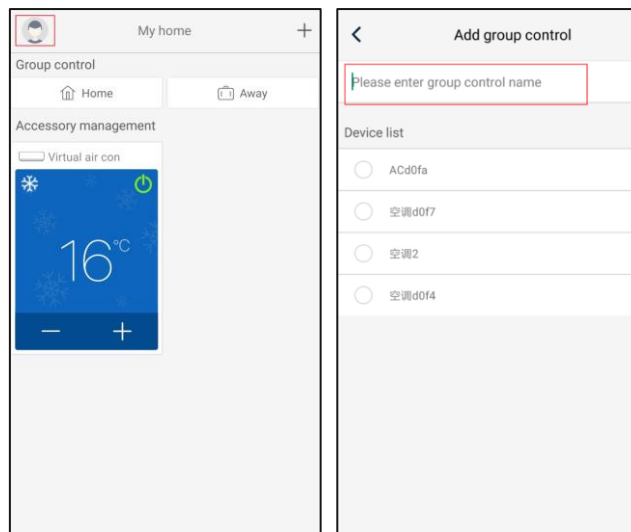 My home
+
Group control
Home
Away
Accessory management
Virtual air con
16°C
− +
Add group control
Please enter group control name
Device list
ACd0fa
空调d0f7
空调2
空调d0f4